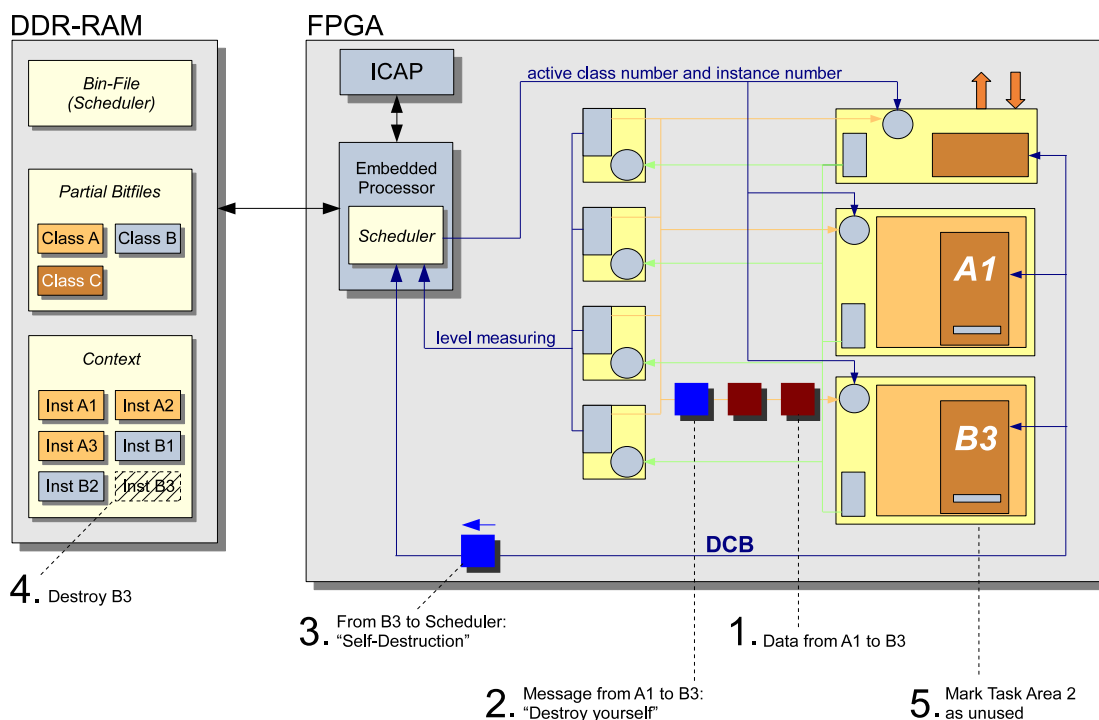 DDR-RAM
Bin-File
(Scheduler)
Partial Bitfiles
Class A
Class B
Class C
Context
Inst A1
Inst A2
Inst A3
Inst B1
Inst B2
Inst B3
4. Destroy B3
FPGA
ICAP
active class number and instance number
Embedded
Processor
Scheduler
level measuring
A1
B3
DCB
3. From B3 to Scheduler:
“Self-Destruction”
1. Data from A1 to B3
2. Message from A1 to B3:
“Destroy yourself”
5. Mark Task Area 2
as unused